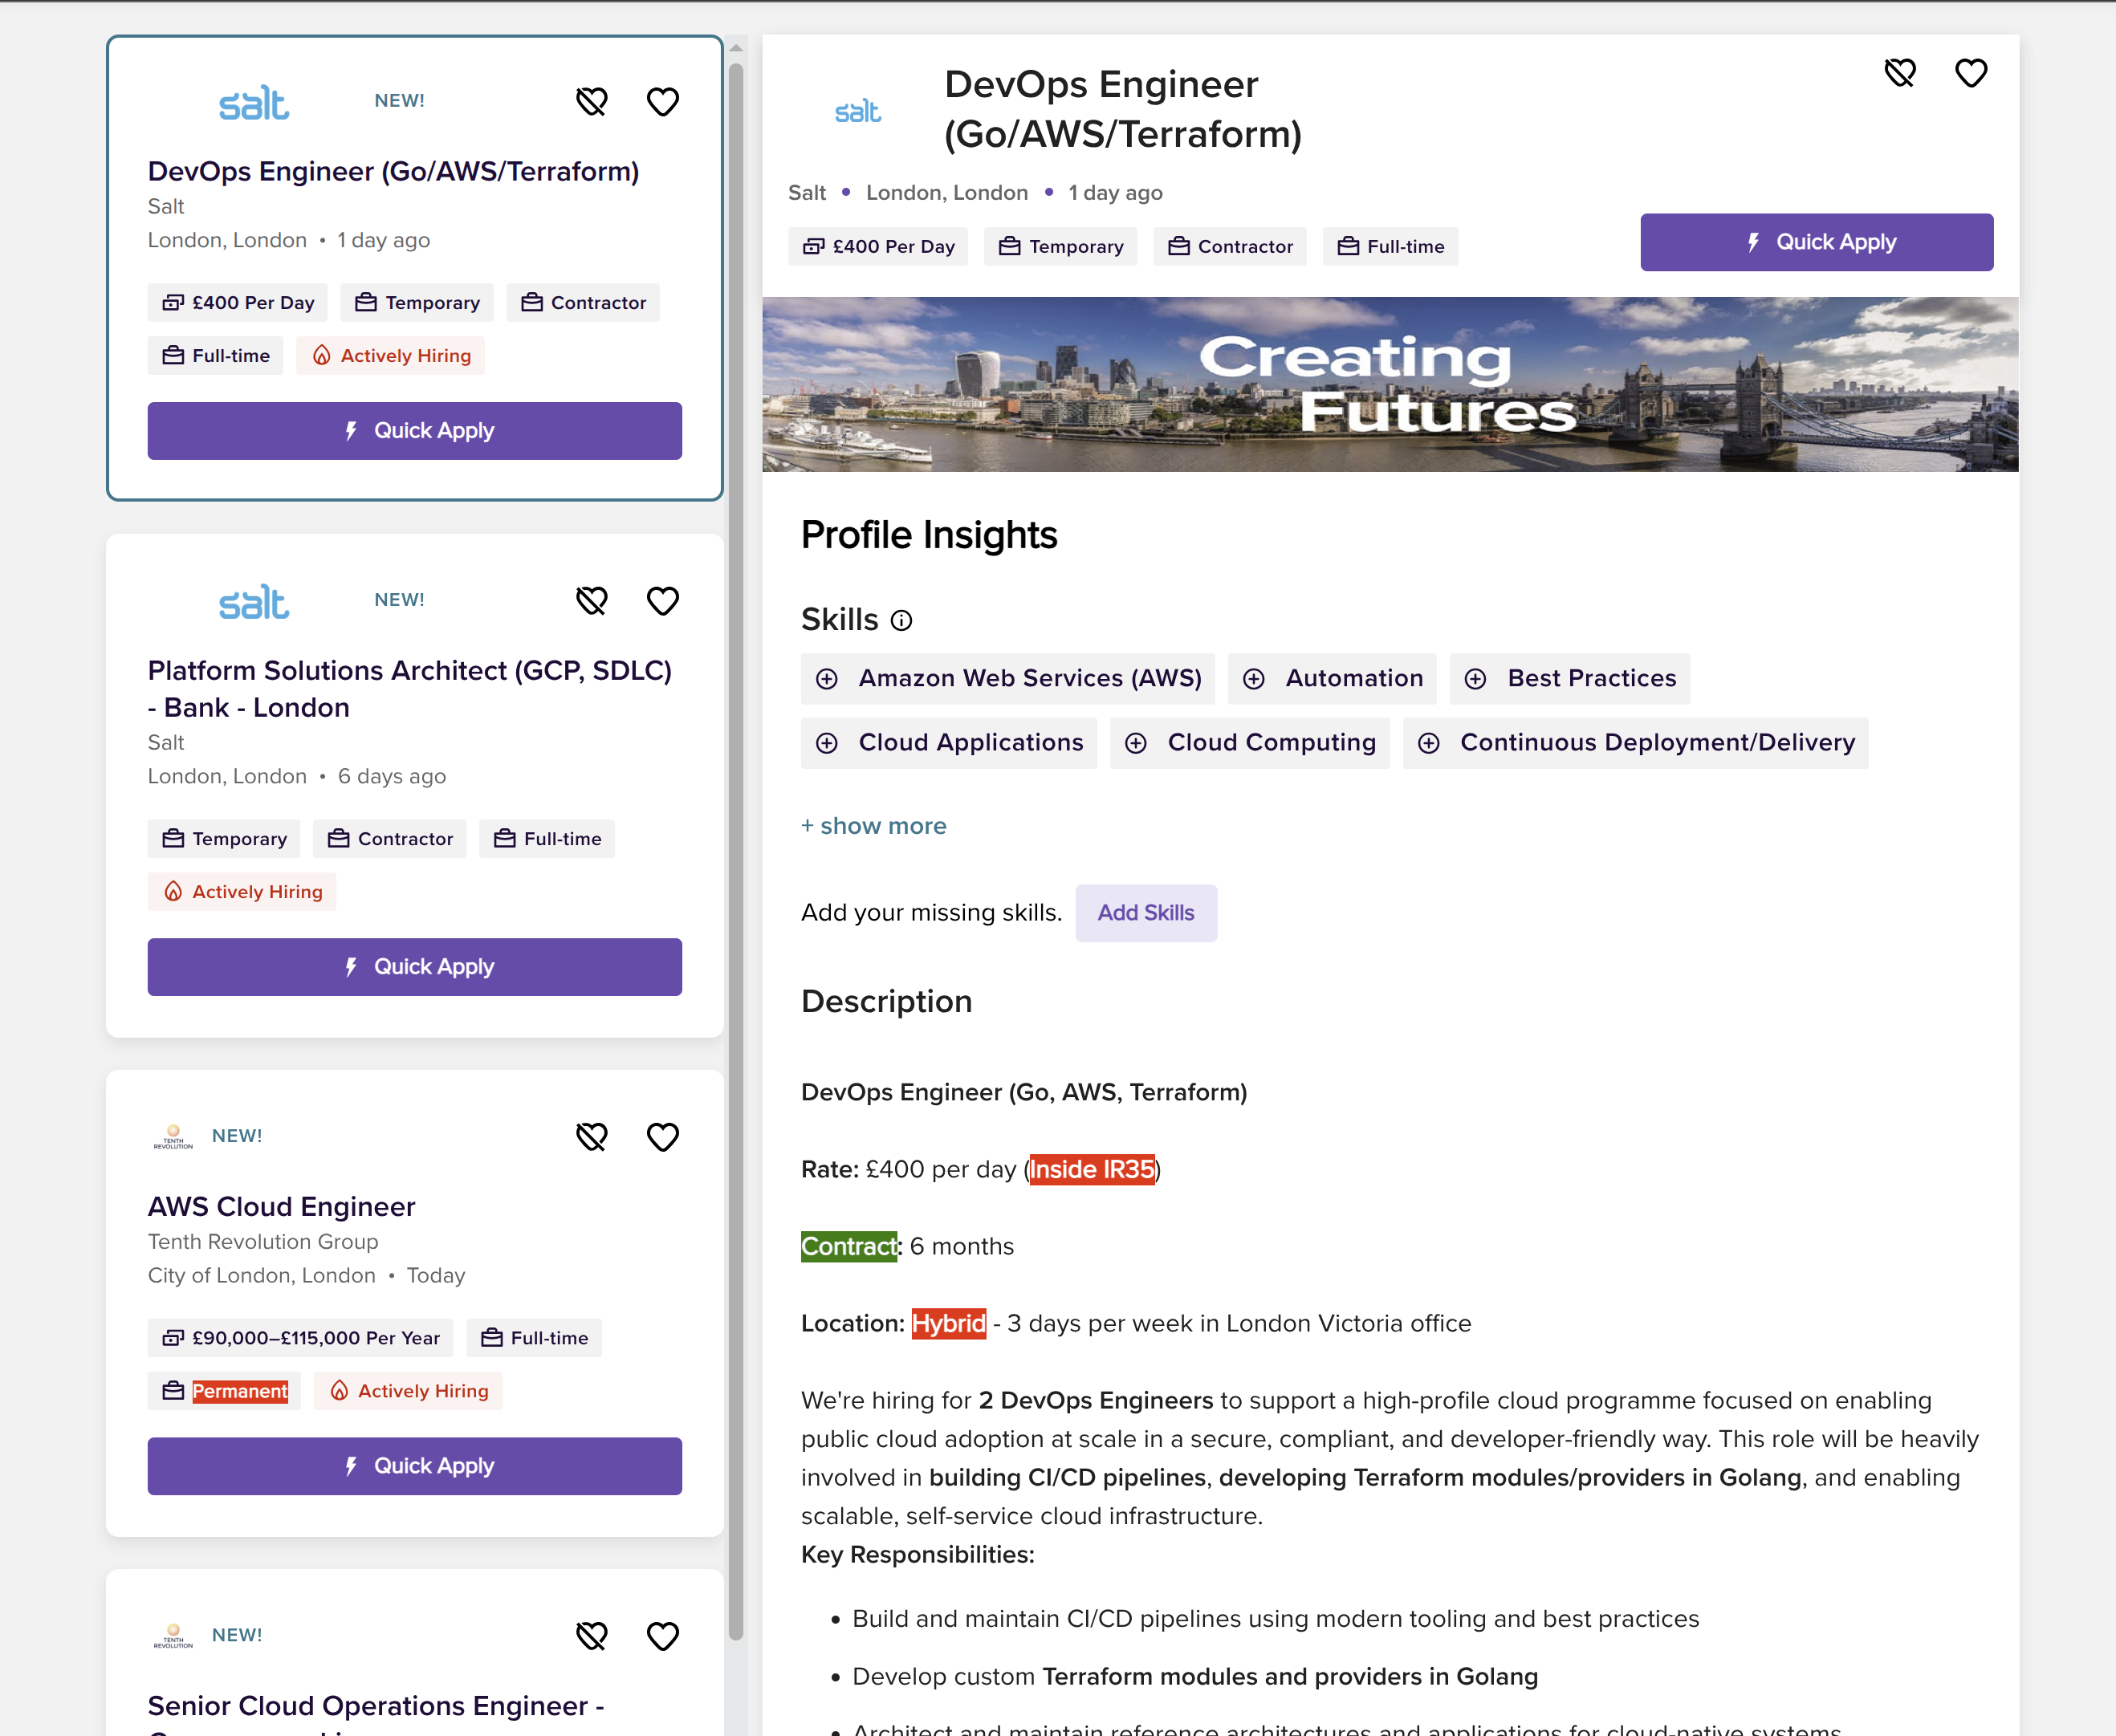 salt
NEW!
DevOps Engineer (Go/AWS/Terraform)
Salt
London, London • 1 day ago
£400 Per Day
Temporary
Contractor
Full-time
Actively Hiring
Quick Apply
salt
NEW!
Platform Solutions Architect (GCP, SDLC)
- Bank - London
Salt
London, London • 6 days ago
Temporary
Contractor
Full-time
Actively Hiring
Quick Apply
TENTH
REVOLUTION
NEW!
AWS Cloud Engineer
Tenth Revolution Group
City of London, London • Today
£90,000–£115,000 Per Year
Full-time
Permanent
Actively Hiring
Quick Apply
TENTH
REVOLUTION
NEW!
Senior Cloud Operations Engineer -
salt
DevOps Engineer
(Go/AWS/Terraform)
Salt • London, London • 1 day ago
£400 Per Day
Temporary
Contractor
Full-time
Quick Apply
Creating
Futures
Profile Insights
Skills
Amazon Web Services (AWS)
Automation
Best Practices
Cloud Applications
Cloud Computing
Continuous Deployment/Delivery
+ show more
Add your missing skills.
Add Skills
Description
DevOps Engineer (Go, AWS, Terraform)
Rate: £400 per day (Inside IR35)
Contract: 6 months
Location: Hybrid - 3 days per week in London Victoria office
We're hiring for 2 DevOps Engineers to support a high-profile cloud programme focused on enabling
public cloud adoption at scale in a secure, compliant, and developer-friendly way. This role will be heavily
involved in building CI/CD pipelines, developing Terraform modules/providers in Golang, and enabling
scalable, self-service cloud infrastructure.
Key Responsibilities:
• Build and maintain CI/CD pipelines using modern tooling and best practices
• Develop custom Terraform modules and providers in Golang
• Architect and maintain reference architectures and applications for cloud-native systems